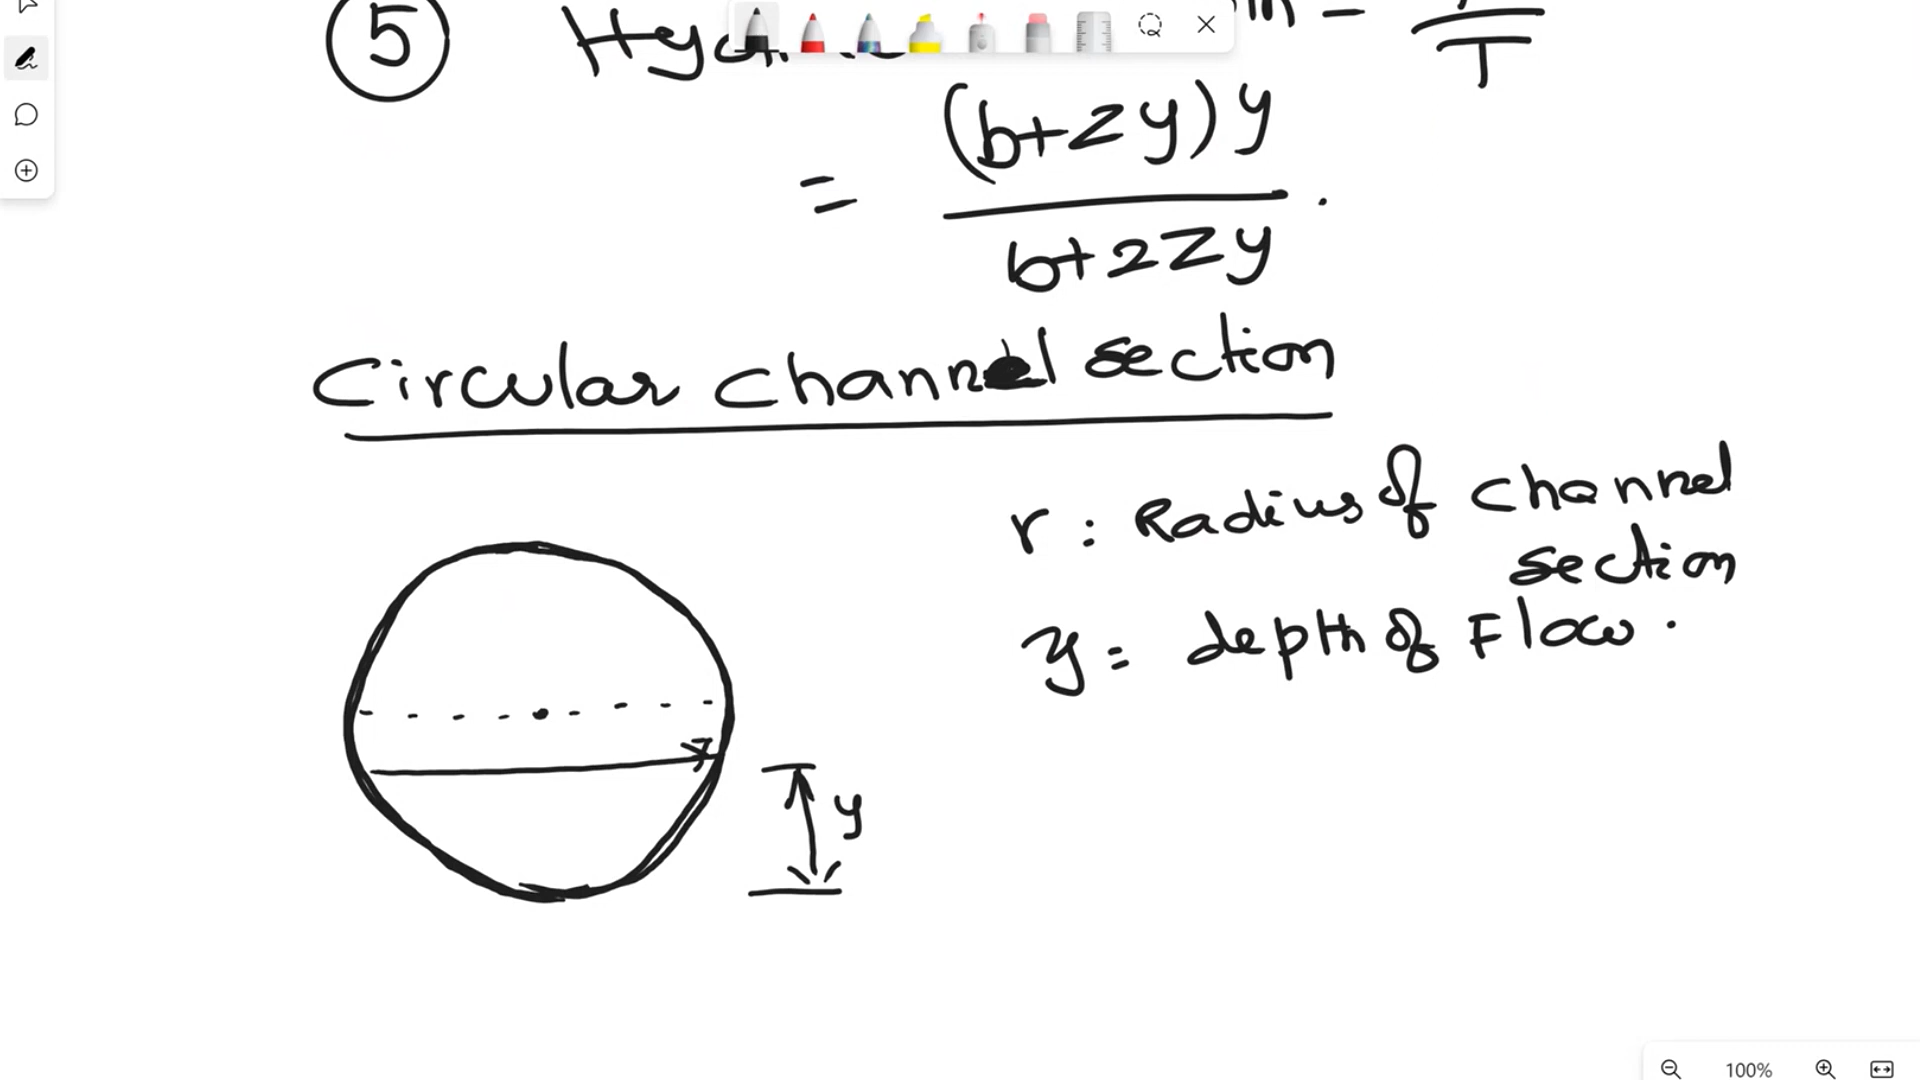 5
= (b+zy)y / b+2zy .
Circular channel section
r : Radius of channel
section
y = depth of Flow .
y
100%